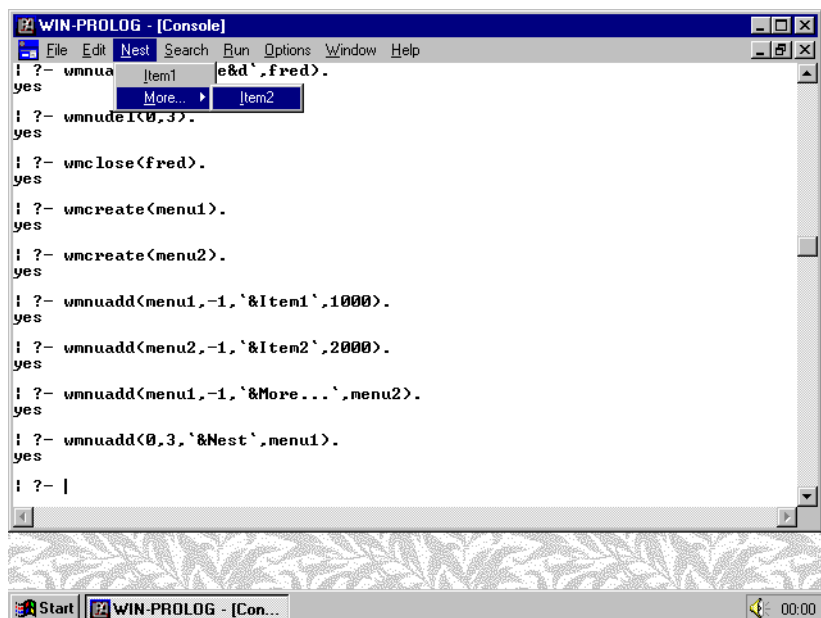 WIN-PROLOG - [Console]
File Edit Nest Search Run Options Window Help
¦ ?- wmnua e&d`,fred).
Item1
yes
More... Item2
¦ ?- wmnudel(0,3).
yes
¦ ?- wmclose(fred).
yes
¦ ?- wmcreate(menu1).
yes
¦ ?- wmcreate(menu2).
yes
¦ ?- wmnuadd(menu1,-1,`&Item1`,1000).
yes
¦ ?- wmnuadd(menu2,-1,`&Item2`,2000).
yes
¦ ?- wmnuadd(menu1,-1,`&More...`,menu2).
yes
¦ ?- wmnuadd(0,3,`&Nest`,menu1).
yes
¦ ?- |
Start WIN-PROLOG - [Con... 00:00